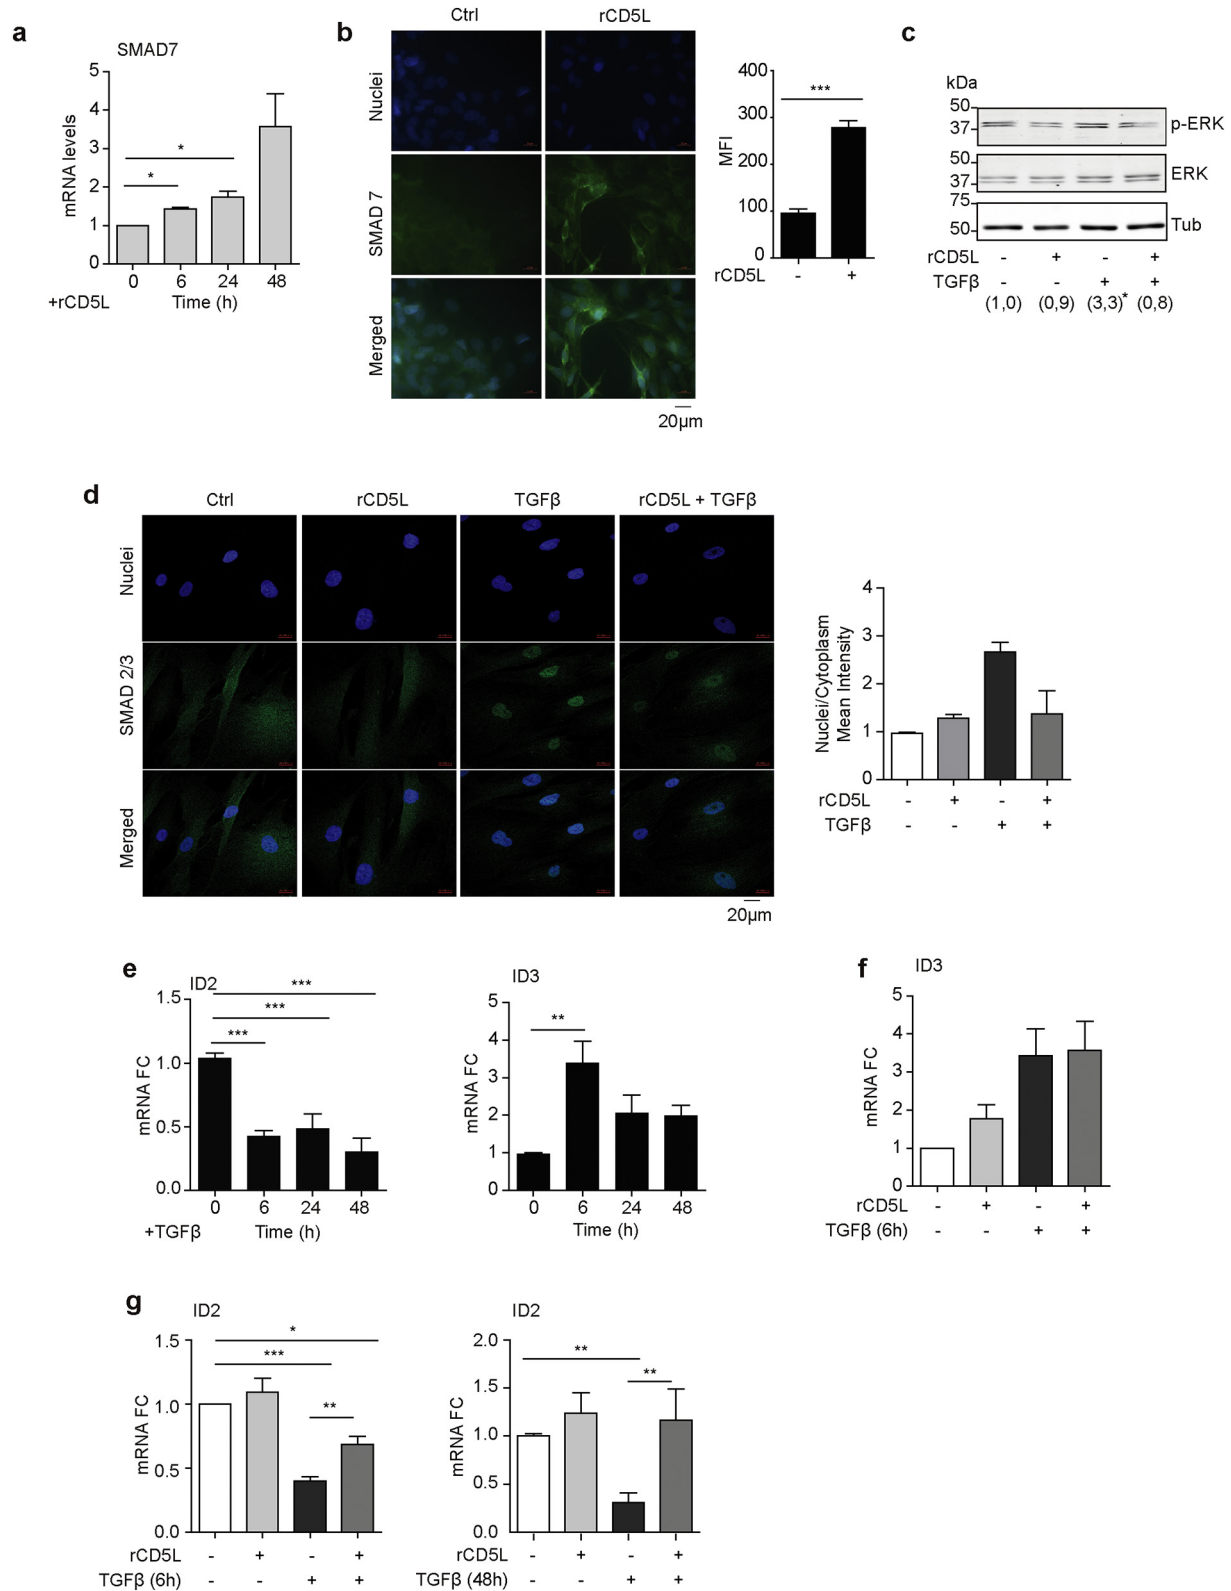 a
SMAD7
mRNA levels
5
4
3
2
1
0
*
*
0 6 24 48
+rCD5L Time (h)
b
Ctrl rCD5L
Nuclei
SMAD 7
Merged
20µm
MFI
400
300
200
100
0
***
rCD5L - +
c
kDa
50
37
p-ERK
50
37
ERK
75
50
Tub
rCD5L - + - +
TGFβ - - + +
(1,0) (0,9) (3,3)* (0,8)
d
Ctrl rCD5L TGFβ rCD5L + TGFβ
Nuclei
SMAD 2/3
Merged
20µm
Nuclei/Cytoplasm
Mean Intensity
4
3
2
1
0
rCD5L - + - +
TGFβ - - + +
e
ID2
mRNA FC
1.5
1.0
0.5
0.0
***
***
***
0 6 24 48
+TGFβ Time (h)
ID3
mRNA FC
5
4
3
2
1
0
**
0 6 24 48
Time (h)
f
ID3
mRNA FC
5
4
3
2
1
0
rCD5L - + - +
TGFβ (6h) - - + +
g
ID2
mRNA FC
1.5
1.0
0.5
0.0
*
***
**
rCD5L - + - +
TGFβ (6h) - - + +
ID2
mRNA FC
2.0
1.5
1.0
0.5
0.0
**
**
rCD5L - + - +
TGFβ (48h) - - + +